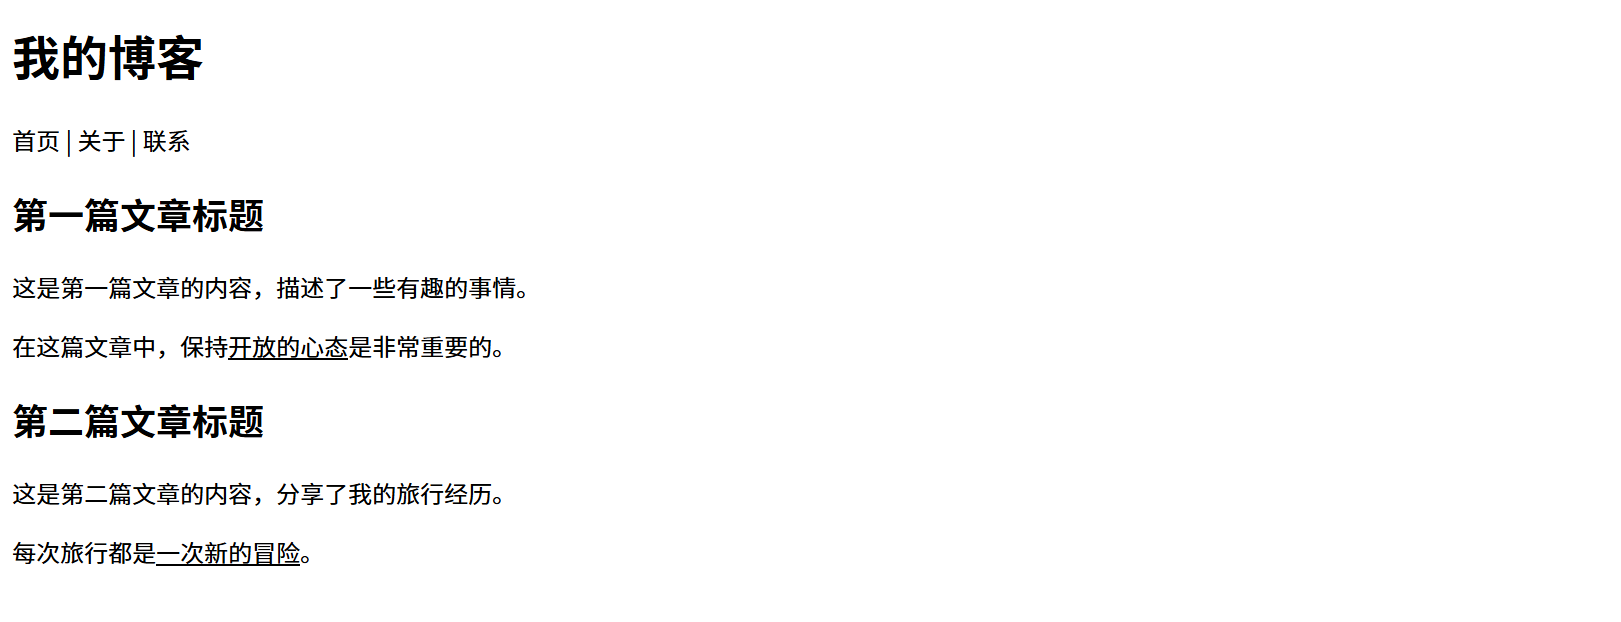 我的博客
首页 | 关于 | 联系
第一篇文章标题
这是第一篇文章的内容，描述了一些有趣的事情。
在这篇文章中，保持开放的心态是非常重要的。
第二篇文章标题
这是第二篇文章的内容，分享了我的旅行经历。
每次旅行都是一次新的冒险。